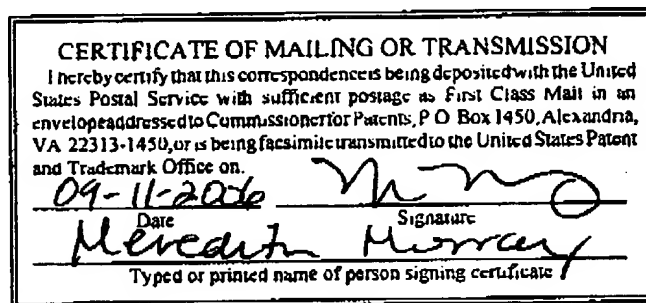 CERTIFICATE OF MAILING OR TRANSMISSION
I hereby certify that this correspondence is being deposited with the United
States Postal Service with sufficient postage as First Class Mail in an
envelope addressed to Commissioner for Patents, P O Box 1450, Alexandria,
VA 22313-1450, or is being facsimile transmitted to the United States Patent
and Trademark Office on.
09-11-2006
Date Signature
Meredith Murray
Typed or printed name of person signing certificate